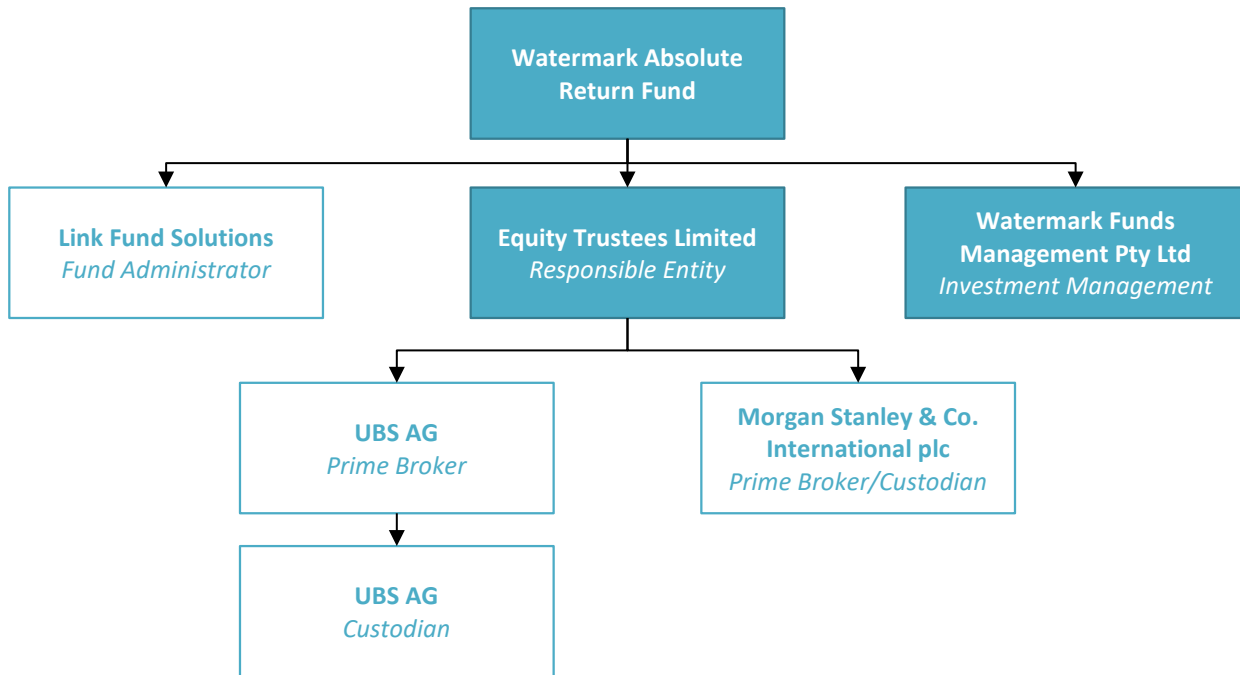 Watermark Absolute
Return Fund
Link Fund Solutions
Fund Administrator
Equity Trustees Limited
Responsible Entity
Watermark Funds
Management Pty Ltd
Investment Management
UBS AG
Prime Broker
Morgan Stanley & Co.
International plc
Prime Broker/Custodian
UBS AG
Custodian